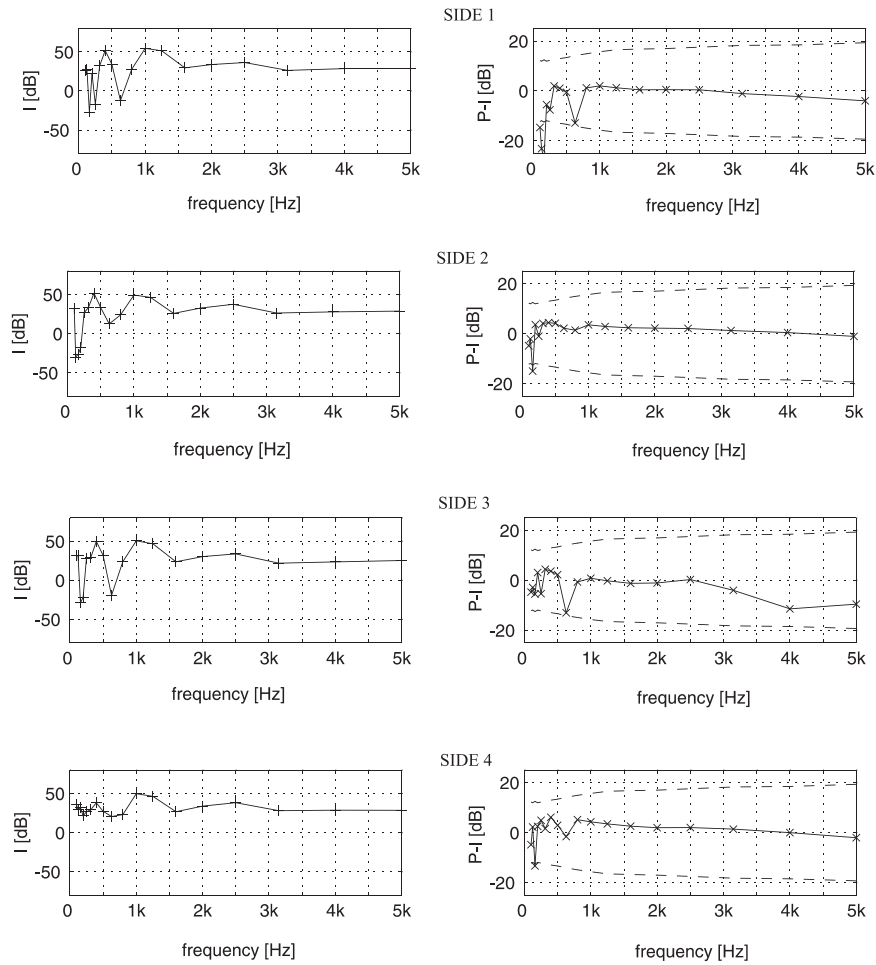 SIDE 1
50
0
-50
I [dB]
0 1k 2k 3k 4k 5k
frequency [Hz]
20
0
-20
P-I [dB]
0 1k 2k 3k 4k 5k
frequency [Hz]
SIDE 2
50
0
-50
I [dB]
0 1k 2k 3k 4k 5k
frequency [Hz]
20
0
-20
P-I [dB]
0 1k 2k 3k 4k 5k
frequency [Hz]
SIDE 3
50
0
-50
I [dB]
0 1k 2k 3k 4k 5k
frequency [Hz]
20
0
-20
P-I [dB]
0 1k 2k 3k 4k 5k
frequency [Hz]
SIDE 4
50
0
-50
I [dB]
0 1k 2k 3k 4k 5k
frequency [Hz]
20
0
-20
P-I [dB]
0 1k 2k 3k 4k 5k
frequency [Hz]